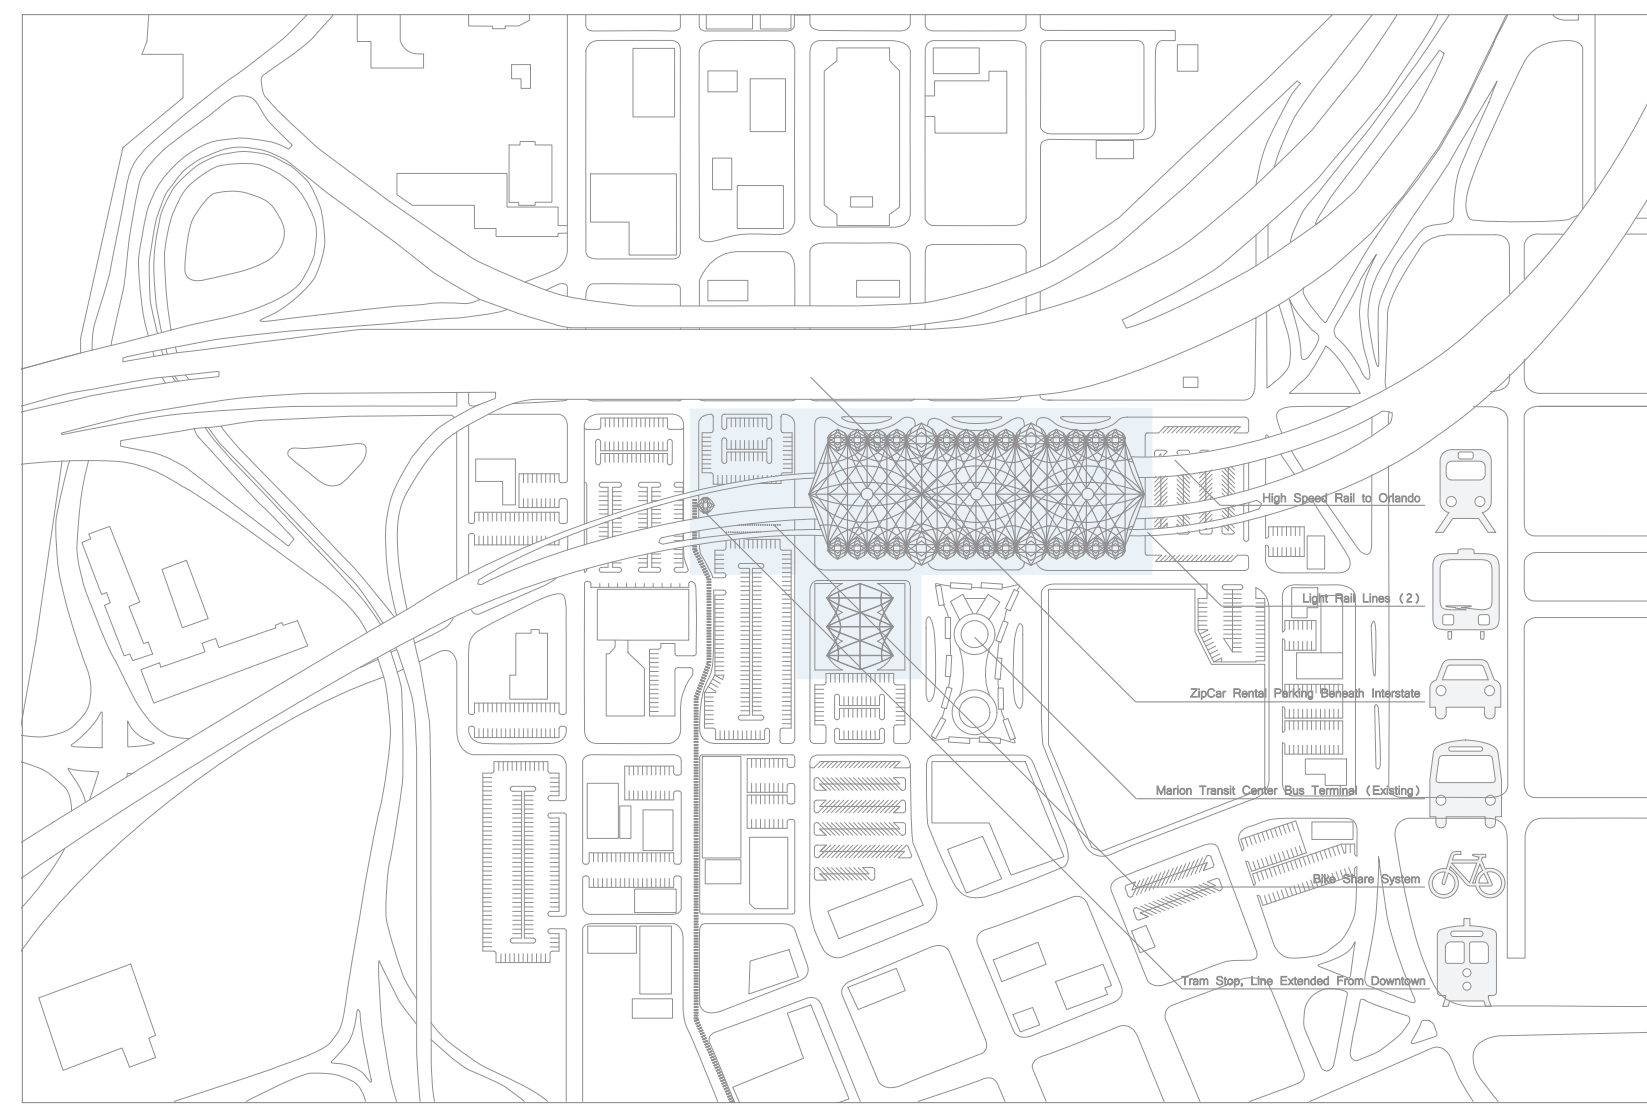 High Speed Rail to Orlando
Light Rail Lines (2)
ZipCar Rental Parking Beneath Interstate
Marion Transit Center Bus Terminal (Existing)
Bike Share System
Tram Stop, Line Extended From Downtown